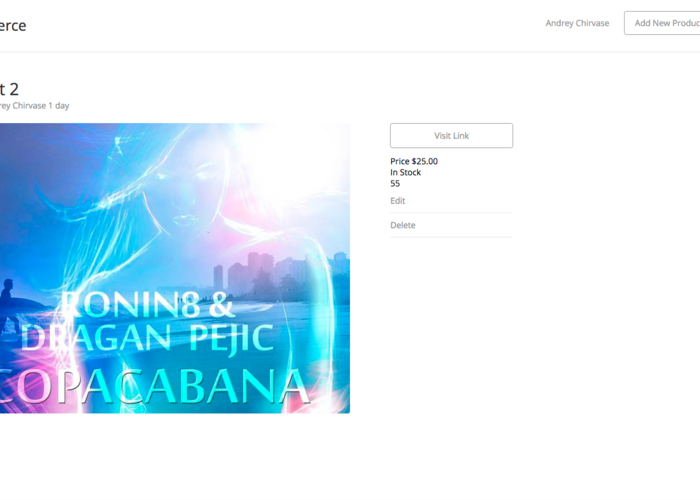 erce
Andrey Chirvase
Add New Produc
t 2
rey Chirvase 1 day
Visit Link
Price $25.00
In Stock
55
Edit
Delete
RONIN8 &
DRAGAN PEJIC
COPACABANA